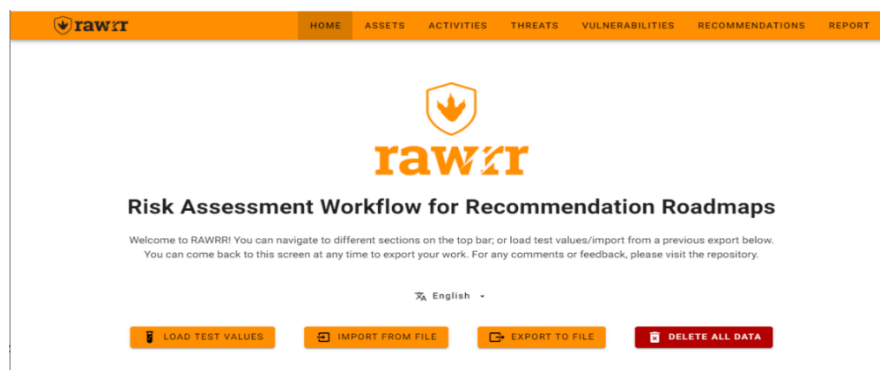 rawrr
HOME ASSETS ACTIVITIES THREATS VULNERABILITIES RECOMMENDATIONS REPORT
rawrr
Risk Assessment Workflow for Recommendation Roadmaps
Welcome to RAWRR! You can navigate to different sections on the top bar; or load test values/import from a previous export below.
You can come back to this screen at any time to export your work. For any comments or feedback, please visit the repository.
English
LOAD TEST VALUES IMPORT FROM FILE EXPORT TO FILE DELETE ALL DATA